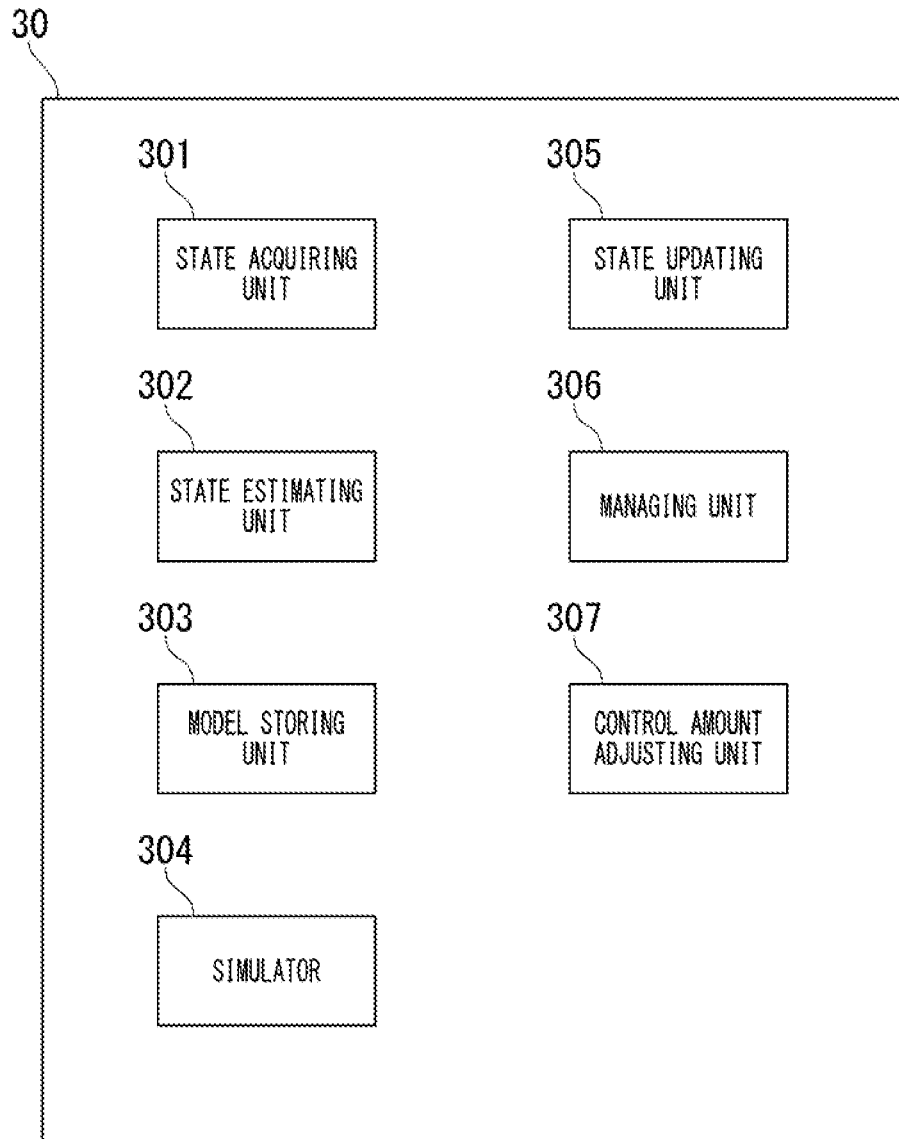 30
301
STATE ACQUIRING
UNIT
302
STATE ESTIMATING
UNIT
303
MODEL STORING
UNIT
304
SIMULATOR
305
STATE UPDATING
UNIT
306
MANAGING UNIT
307
CONTROL AMOUNT
ADJUSTING UNIT